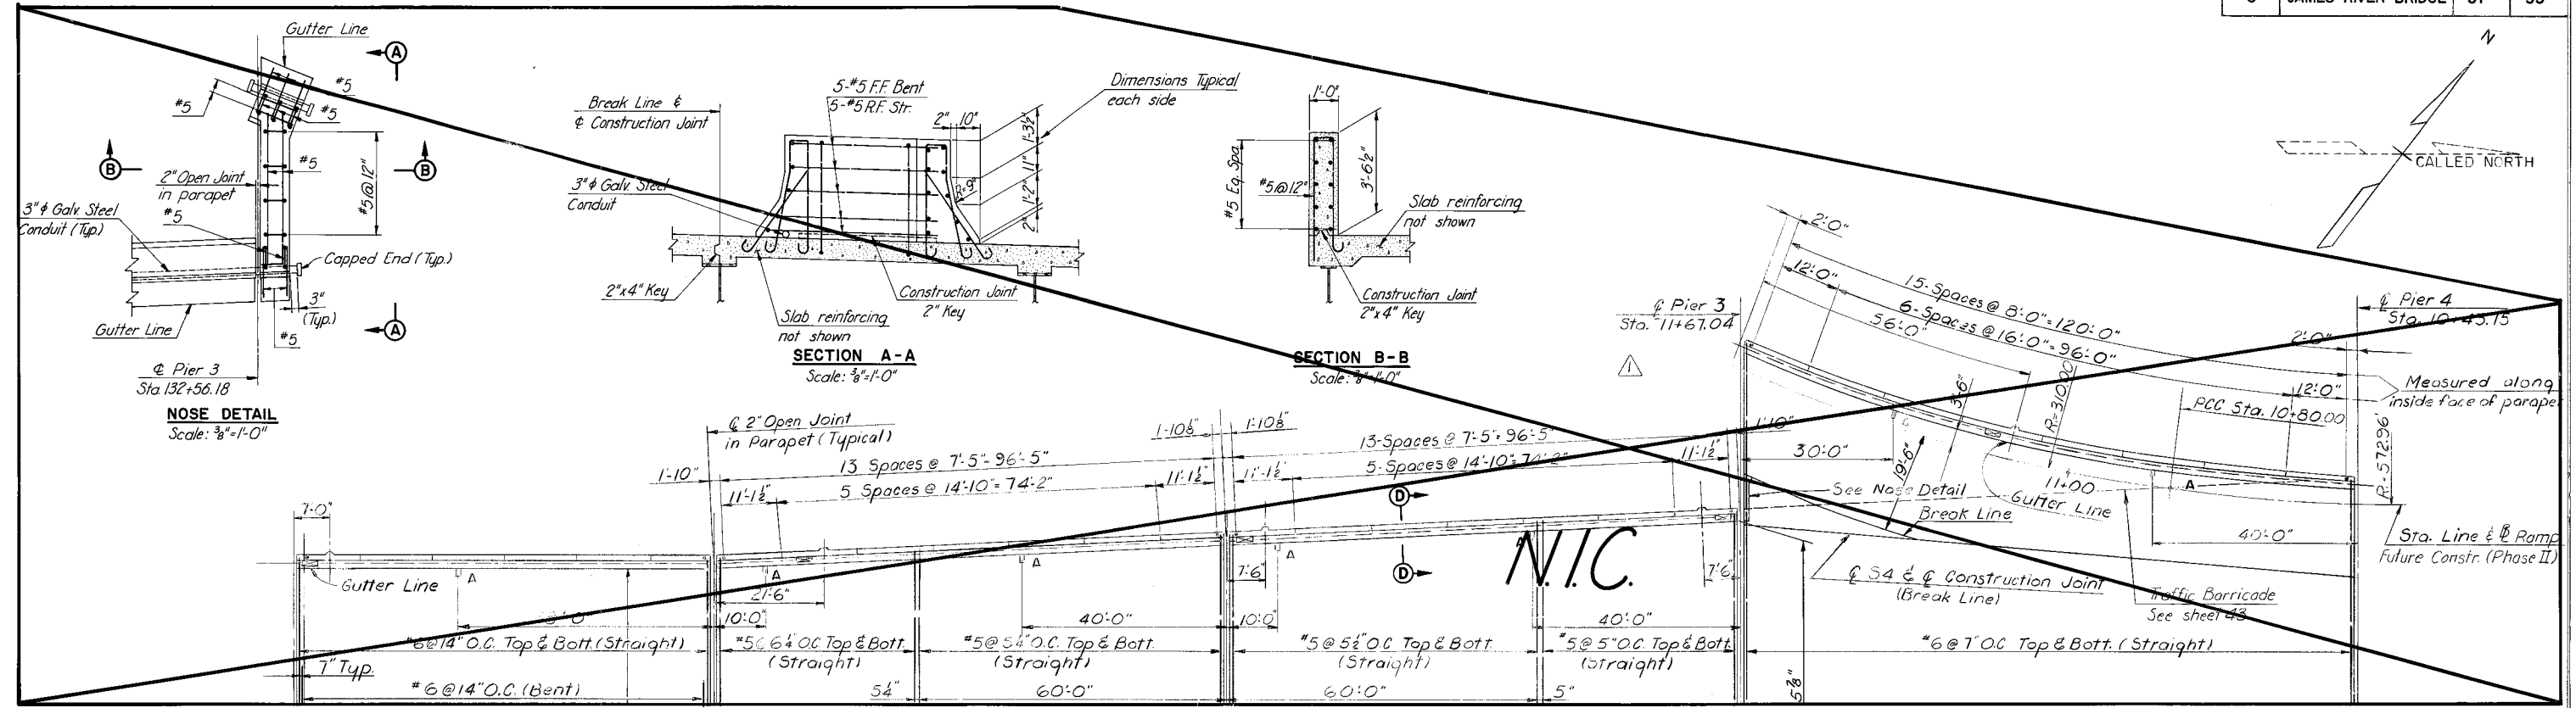 JAMES RIVER BRIDGE
Gutter Line
A
#5
#5
#5
B
B
#5
#5@12"
2" Open Joint
in parapet
#5
3"φ Galv. Steel
Conduit (Typ.)
Capped End (Typ.)
3"
(Typ.)
Gutter Line
#5
A
℄ Pier 3
Sta. 132+56.18
NOSE DETAIL
Scale: 3/8"=1'-0"
Break Line &
℄ Construction Joint
5-#5 F.F. Bent
5-#5 R.F. Str.
Dimensions Typical
each side
2"
10"
1'-3½"
11"
1'-2"
2"
R=9"
3"φ Galv. Steel
Conduit
2"x4" Key
Slab reinforcing
not shown
Construction Joint
2" Key
SECTION A-A
Scale: 3/8"=1'-0"
1'-0"
#5 Eq. Spa.
#5@12"
3'-6½"
Slab reinforcing
not shown
Construction Joint
2"x4" Key
SECTION B-B
Scale: 3/8"=1'-0"
N
CALLED NORTH
℄ Pier 3
Sta. 11+67.04
1
2'-0"
15-Spaces @ 8'-0"=120'-0"
12'-0"
6-Spaces @ 16'-0"=96'-0"
56'-0"
℄ Pier 4
2'-0"
12'-0"
Measured along
inside face of parapet
PCC Sta. 10+80.00
R=310.00
30'-0"
19'-6"
11+00
Gutter Line
A
See Nose Detail
Break Line
40'-0"
R=572.96'
Sta. Line & ℄ Ramp
Future Constr. (Phase II)
℄ S4 & ℄ Construction Joint
(Break Line)
Traffic Barricade
See sheet 43
℄ 2" Open Joint
in Parapet (Typical)
1'-10"
13 Spaces @ 7'-5"=96'-5"
1'-10⅛"
1'-10⅛"
13-Spaces @ 7'-5"=96'-5"
1'-10"
11'-1½"
5 Spaces @ 14'-10"=74'-2"
11'-1½"
11'-1½"
5-Spaces @ 14'-10"=74'-2"
11'-1½"
D
D
N.I.C.
7'-0"
Gutter Line
A
A
21'-6"
A
7'-6"
A
7'-6"
10'-0"
40'-0"
10'-0"
40'-0"
#6@14" O.C. Top & Bott. (Straight)
#5@6¼" O.C. Top & Bott.
(Straight)
#5@5¼" O.C. Top & Bott.
(Straight)
#5@5½" O.C. Top & Bott.
(Straight)
#5@5" O.C. Top & Bott.
(Straight)
#6@7" O.C. Top & Bott. (Straight)
7" Typ.
#6@14" O.C. (Bent)
5¼"
60'-0"
60'-0"
5"
5⅞"